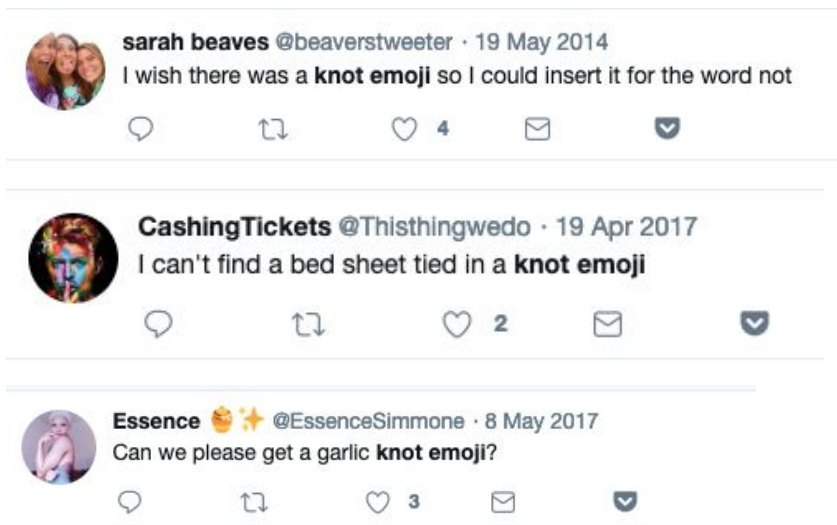 sarah beaves @beaverstweeter · 19 May 2014
I wish there was a knot emoji so I could insert it for the word not
4
CashingTickets @Thisthingwedo · 19 Apr 2017
I can't find a bed sheet tied in a knot emoji
2
Essence 🍯✨ @EssenceSimmone · 8 May 2017
Can we please get a garlic knot emoji?
3